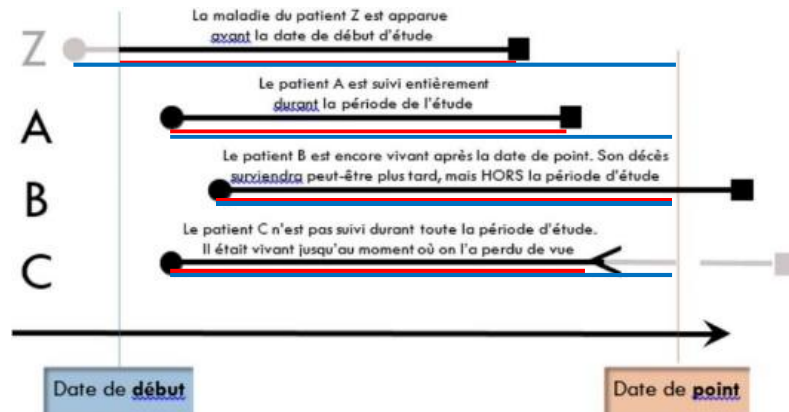 La maladie du patient Z est apparue
avant la date de début d'étude
Z
Le patient A est suivi entièrement
durant la période de l'étude
A
Le patient B est encore vivant après la date de point. Son décès
surviendra peut-être plus tard, mais HORS la période d'étude
B
Le patient C n'est pas suivi durant toute la période d'étude.
Il était vivant jusqu'au moment où on l'a perdu de vue
C
Date de début
Date de point